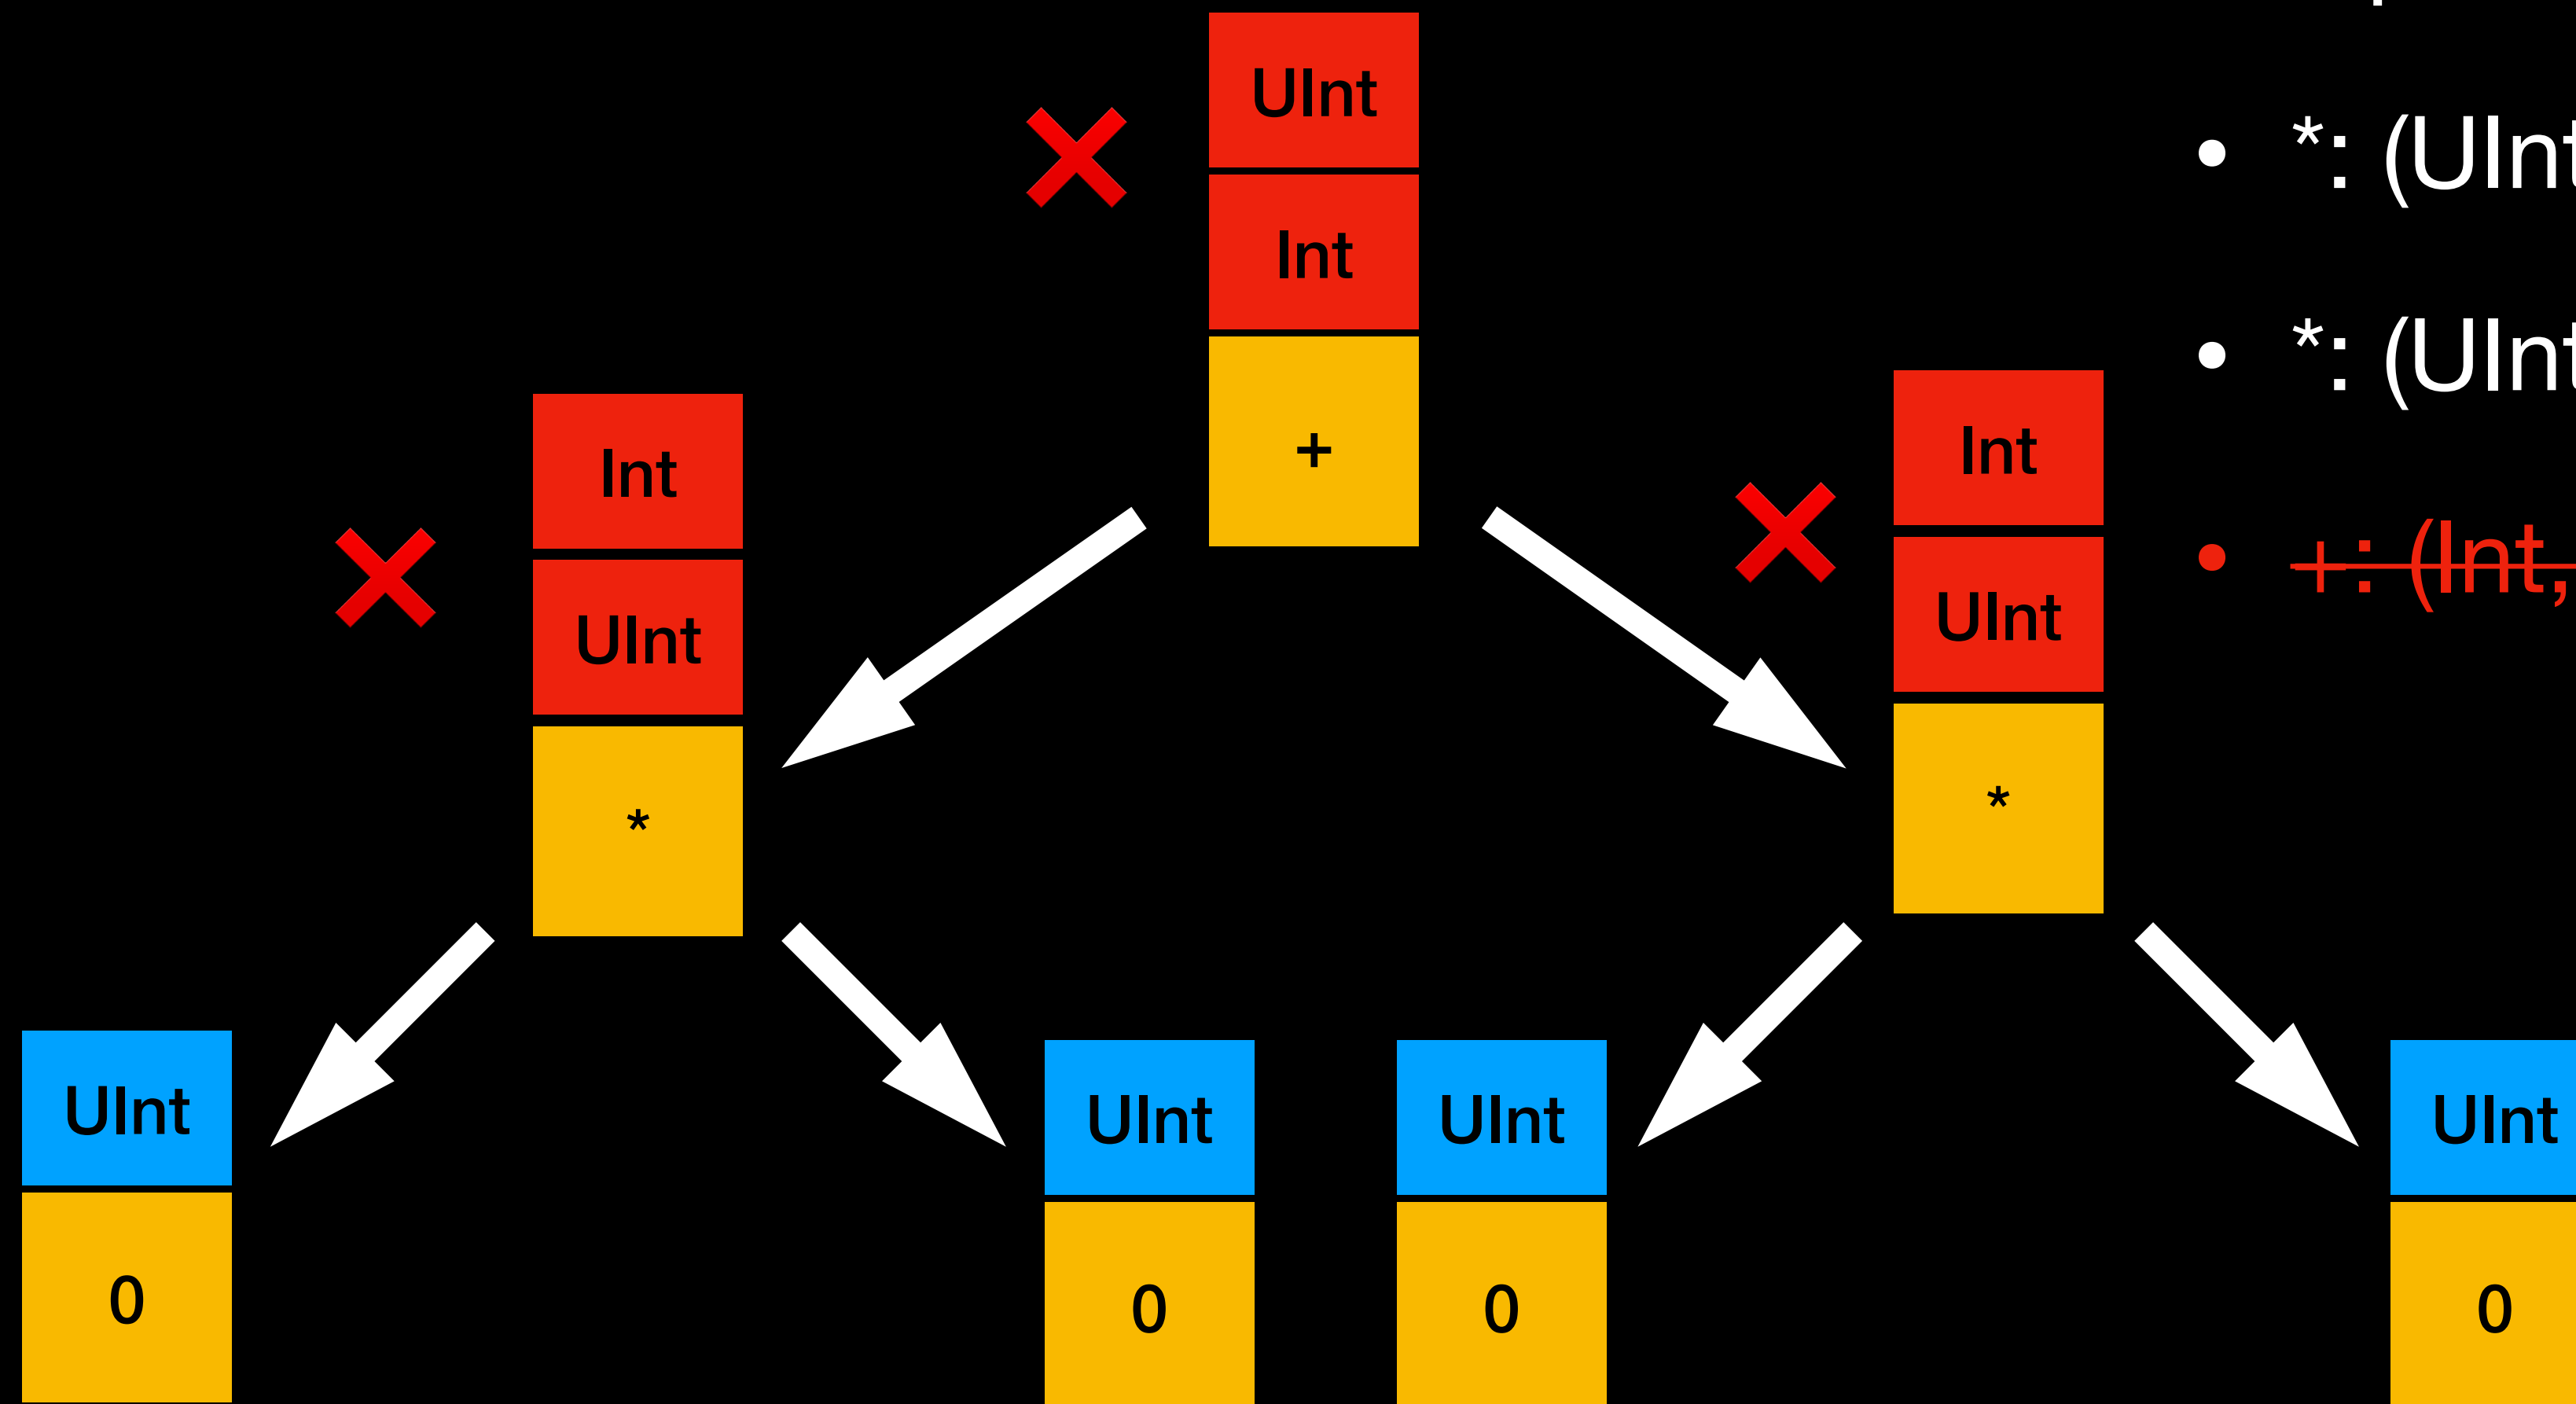 UInt
Int
+
Int
UInt
*
Int
UInt
*
UInt
0
UInt
0
UInt
0
UInt
0
• *: (UInt
• *: (UInt
• +: (Int,